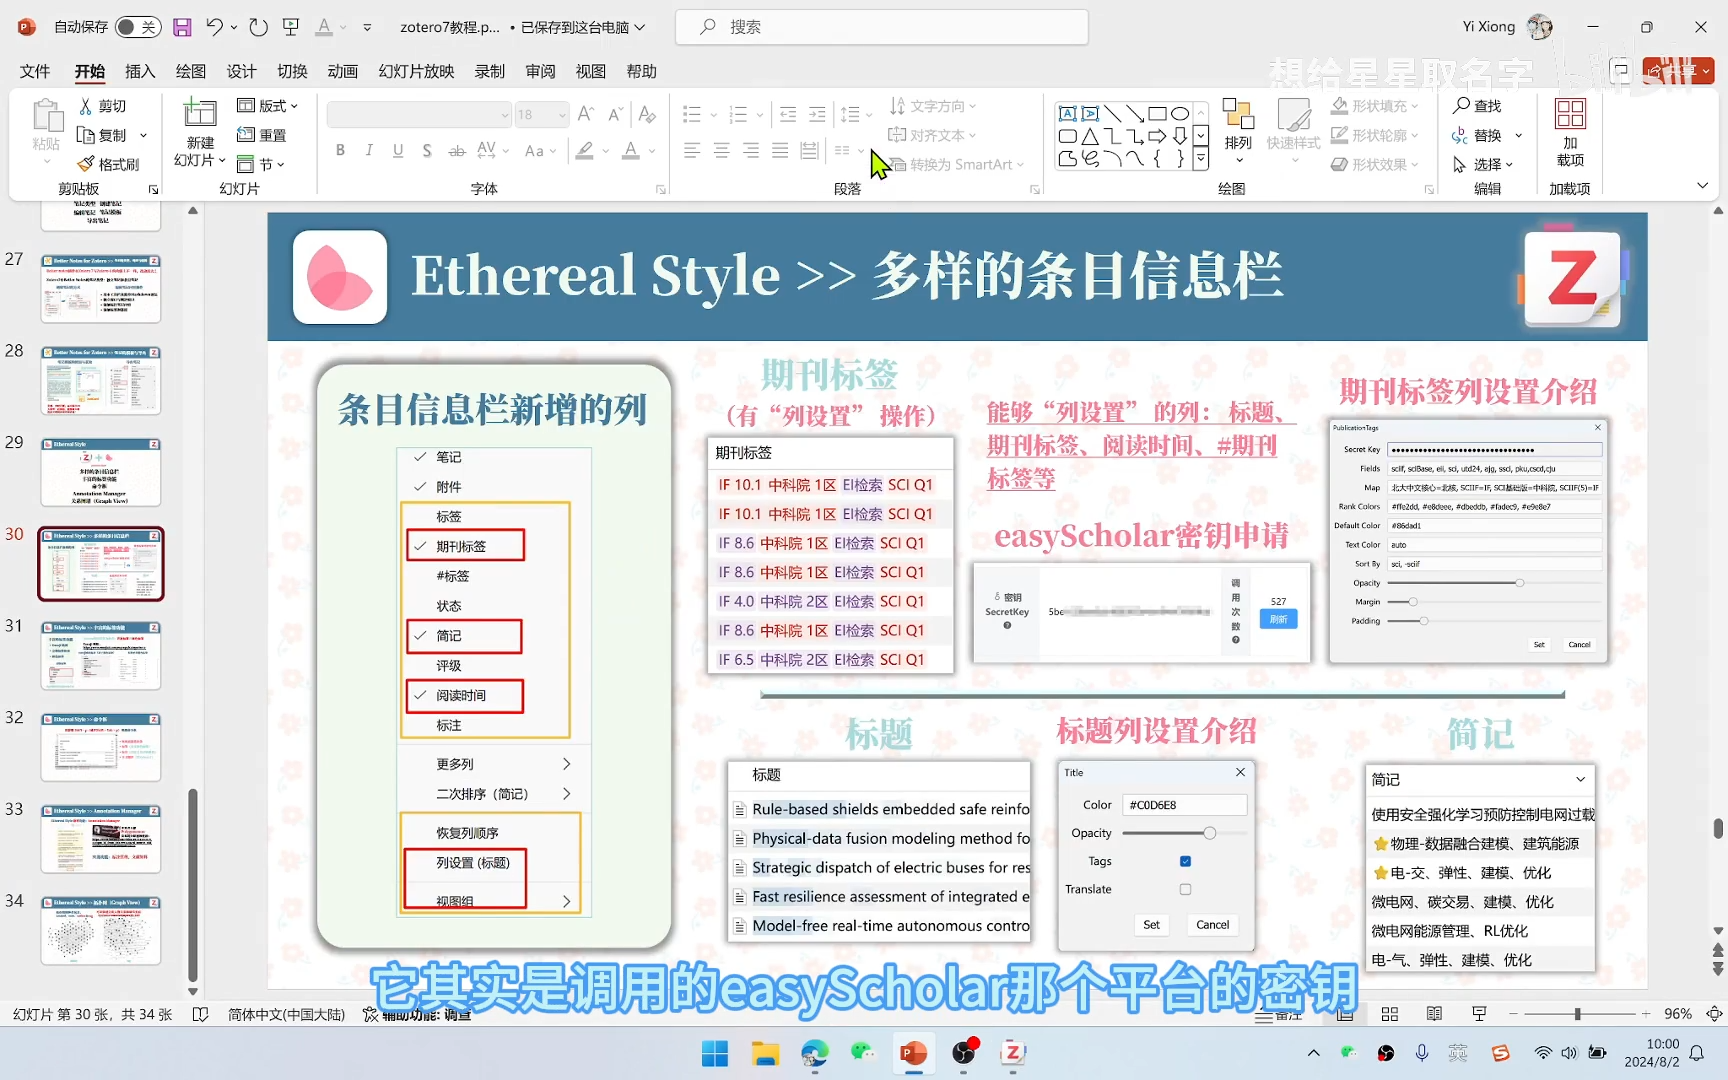 自动保存 关 zotero7教程.p... • 已保存到这台电脑 搜索 Yi Xiong
文件 开始 插入 绘图 设计 切换 动画 幻灯片放映 录制 审阅 视图 帮助
想给星星取名字 bilibili
粘贴 剪切 复制 格式刷 剪贴板
新建幻灯片 版式 重置 节 幻灯片
18 B I U S ab AV Aa A 字体
文字方向 对齐文本 转换为 SmartArt 段落
排列 快速样式 形状填充 形状轮廓 形状效果 绘图
查找 替换 选择 编辑
加载项 加载项
27
28
29
30
31
32
33
34
Ethereal Style >> 多样的条目信息栏
条目信息栏新增的列
笔记
附件
标签
期刊标签
#标签
状态
简记
评级
阅读时间
标注
更多列
二次排序（简记）
恢复列顺序
列设置 (标题)
视图组
期刊标签
（有“列设置” 操作）
期刊标签
IF 10.1 中科院 1区 EI检索 SCI Q1
IF 10.1 中科院 1区 EI检索 SCI Q1
IF 8.6 中科院 1区 EI检索 SCI Q1
IF 8.6 中科院 1区 EI检索 SCI Q1
IF 4.0 中科院 2区 EI检索 SCI Q1
IF 8.6 中科院 1区 EI检索 SCI Q1
IF 6.5 中科院 2区 EI检索 SCI Q1
能够“列设置” 的列： 标题、
期刊标签、阅读时间、#期刊
标签等
easyScholar密钥申请
密钥
SecretKey
5be
调用次数
527
刷新
期刊标签列设置介绍
PublicationTags
Secret Key
Fields sciif, sciBase, eii, sci, utd24, ajg, ssci, pku,cscd,cju
Map 北大中文核心=北核, SCIIF=IF, SCI基础版=中科院, SCIIF(5)=IF
Rank Colors #ffe2dd, #e8deee, #dbeddb, #fadec9, #e9e8e7
Default Color #86dad1
Text Color auto
Sort By sci, -sciif
Opacity
Margin
Padding
Set Cancel
标题
标题
Rule-based shields embedded safe reinfo
Physical-data fusion modeling method fo
Strategic dispatch of electric buses for res
Fast resilience assessment of integrated e
Model-free real-time autonomous contro
标题列设置介绍
Title
Color #C0D6E8
Opacity
Tags
Translate
Set Cancel
简记
简记
使用安全强化学习预防控制电网过载
物理-数据融合建模、建筑能源
电-交、弹性、建模、优化
微电网、碳交易、建模、优化
微电网能源管理、RL优化
电-气、弹性、建模、优化
它其实是调用的easyScholar那个平台的密钥
幻灯片 第 30 张，共 34 张 简体中文(中国大陆) 辅助功能: 调查 备注 96%
英
10:00
2024/8/2